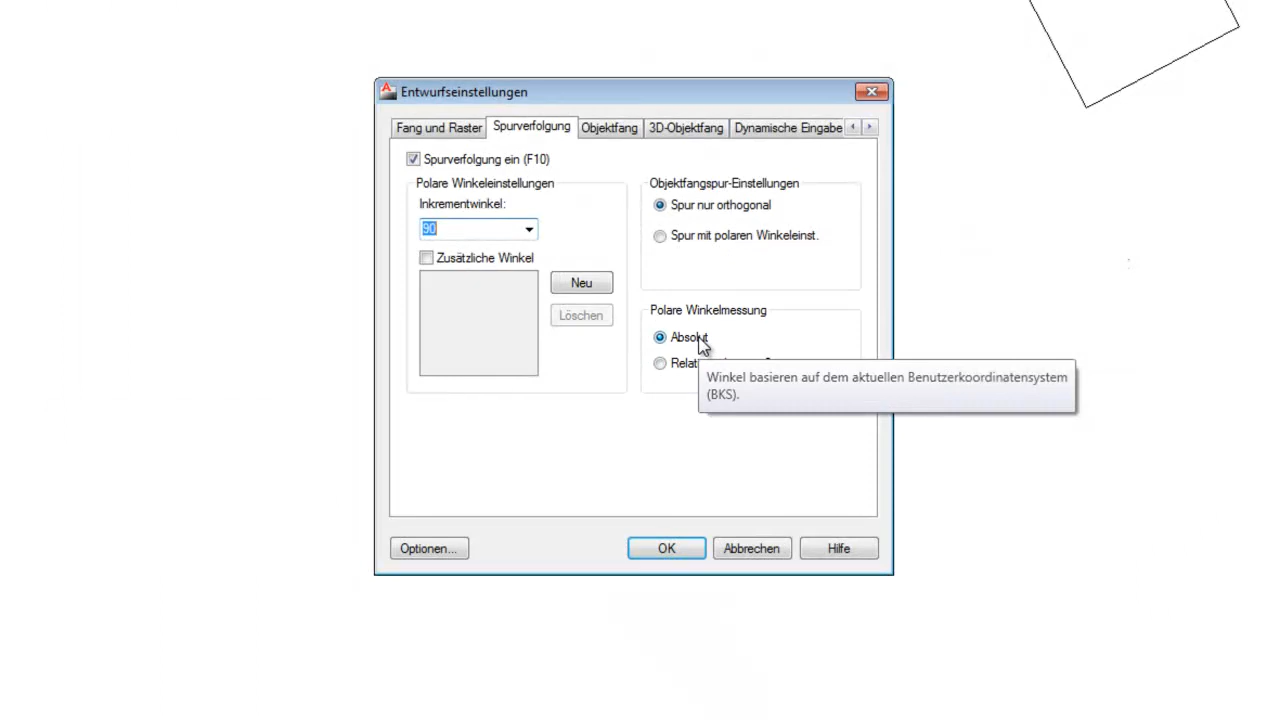 Entwurfseinstellungen
Fang und Raster Spurverfolgung Objektfang 3D-Objektfang Dynamische Eingabe
Spurverfolgung ein (F10)
Polare Winkeleinstellungen
Inkrementwinkel:
90
Zusätzliche Winkel
Neu
Löschen
Objektfangspur-Einstellungen
Spur nur orthogonal
Spur mit polaren Winkeleinst.
Polare Winkelmessung
Absolut
Winkel basieren auf dem aktuellen Benutzerkoordinatensystem
(BKS).
Optionen... OK Abbrechen Hilfe